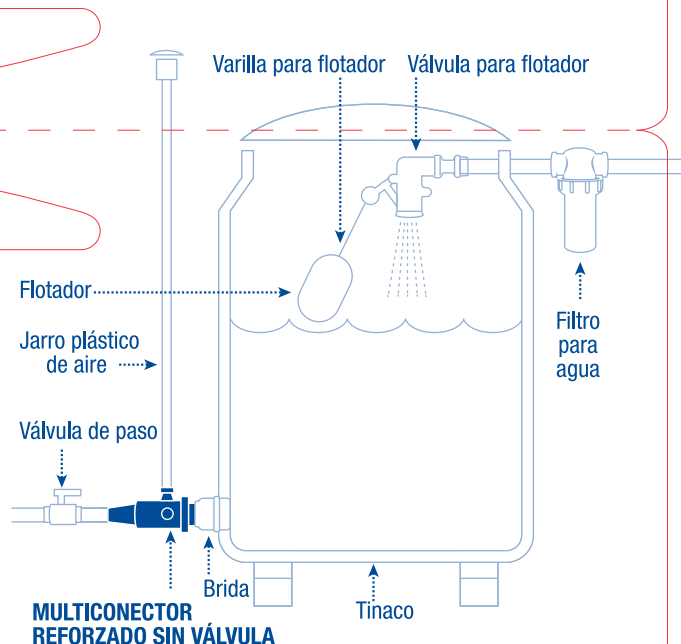 Varilla para flotador
Válvula para flotador
Flotador
Jarro plástico
de aire
Filtro
para
agua
Válvula de paso
Brida
Tinaco
MULTICONECTOR
REFORZADO SIN VÁLVULA